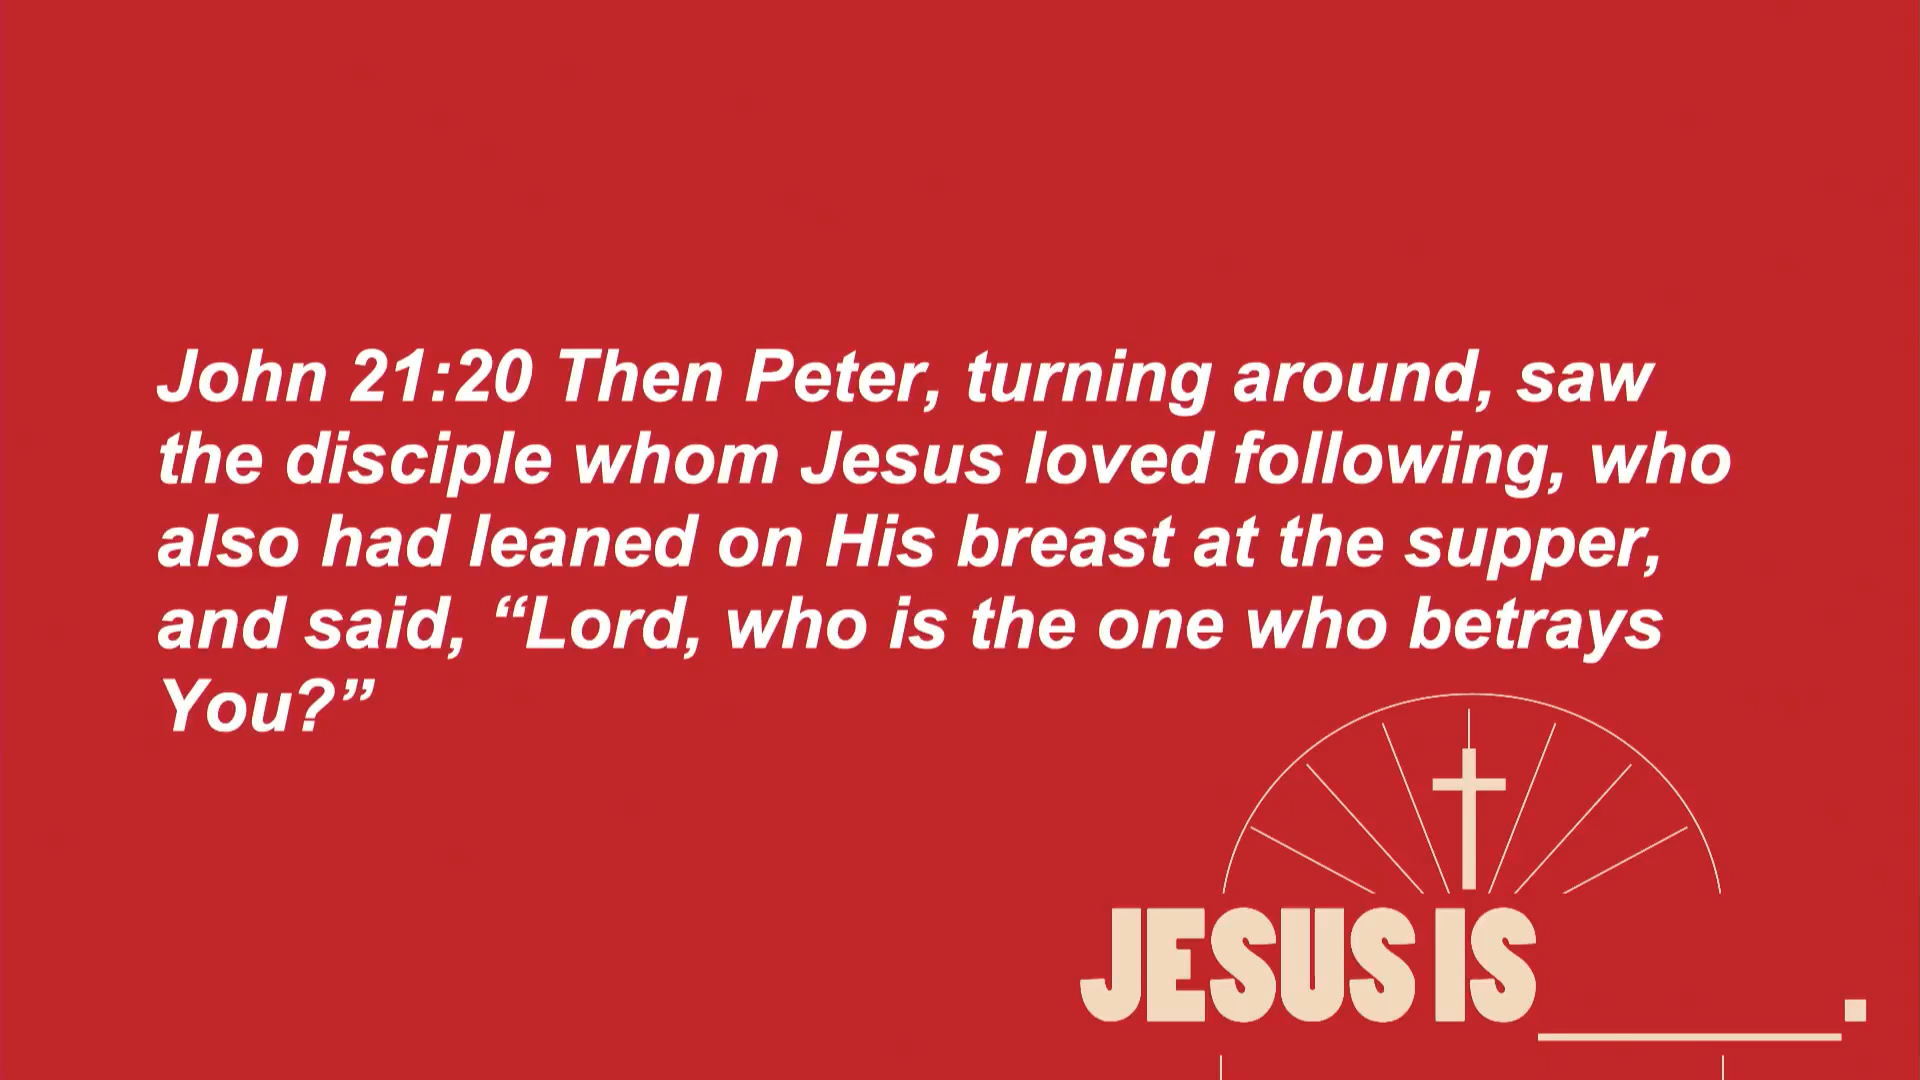 John 21:20 Then Peter, turning around, saw
the disciple whom Jesus loved following, who
also had leaned on His breast at the supper,
and said, “Lord, who is the one who betrays
You?”
JESUS IS ______.